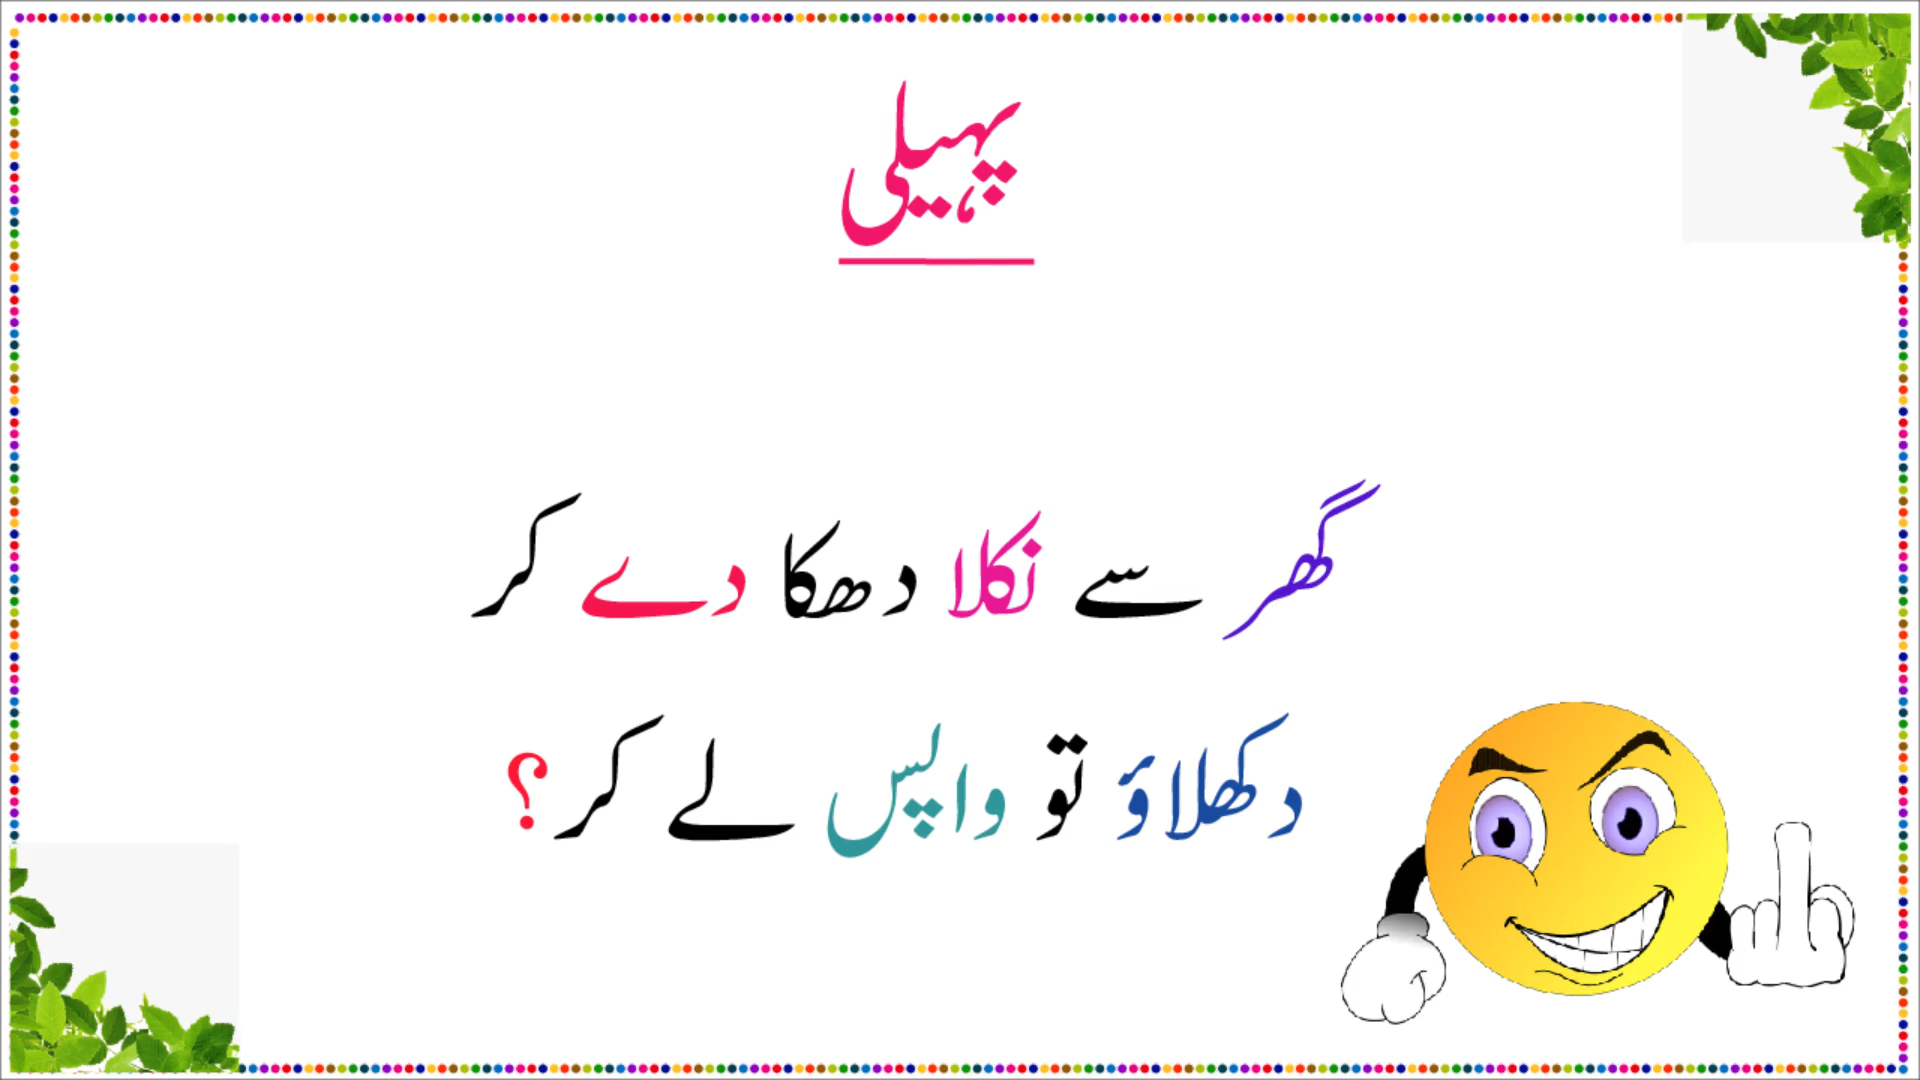 پہیلی
گھر سے نکلا دھکا دے کر
دکھلاؤ تو واپس لے کر؟